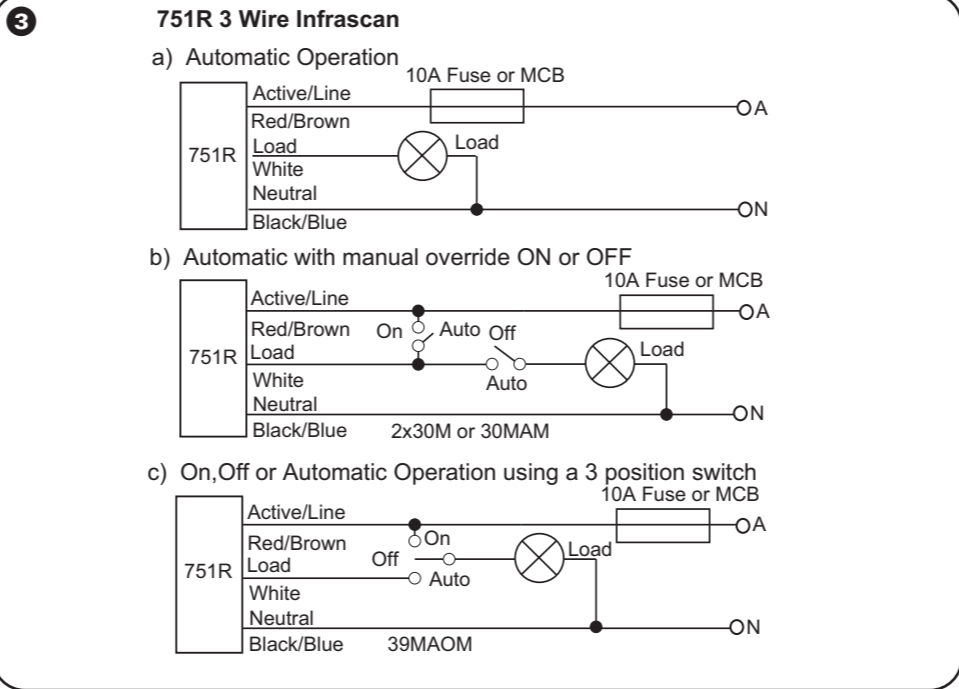 3
751R 3 Wire Infrascan
a) Automatic Operation
10A Fuse or MCB
Active/Line
A
Red/Brown
751R
Load
Load
White
Neutral
N
Black/Blue
b) Automatic with manual override ON or OFF
10A Fuse or MCB
Active/Line
A
Red/Brown
On
Auto
Off
751R
Load
Load
White
Auto
Neutral
N
Black/Blue
2x30M or 30MAM
c) On,Off or Automatic Operation using a 3 position switch
10A Fuse or MCB
Active/Line
A
Red/Brown
On
751R
Load
Off
Load
Auto
White
Neutral
N
Black/Blue
39MAOM